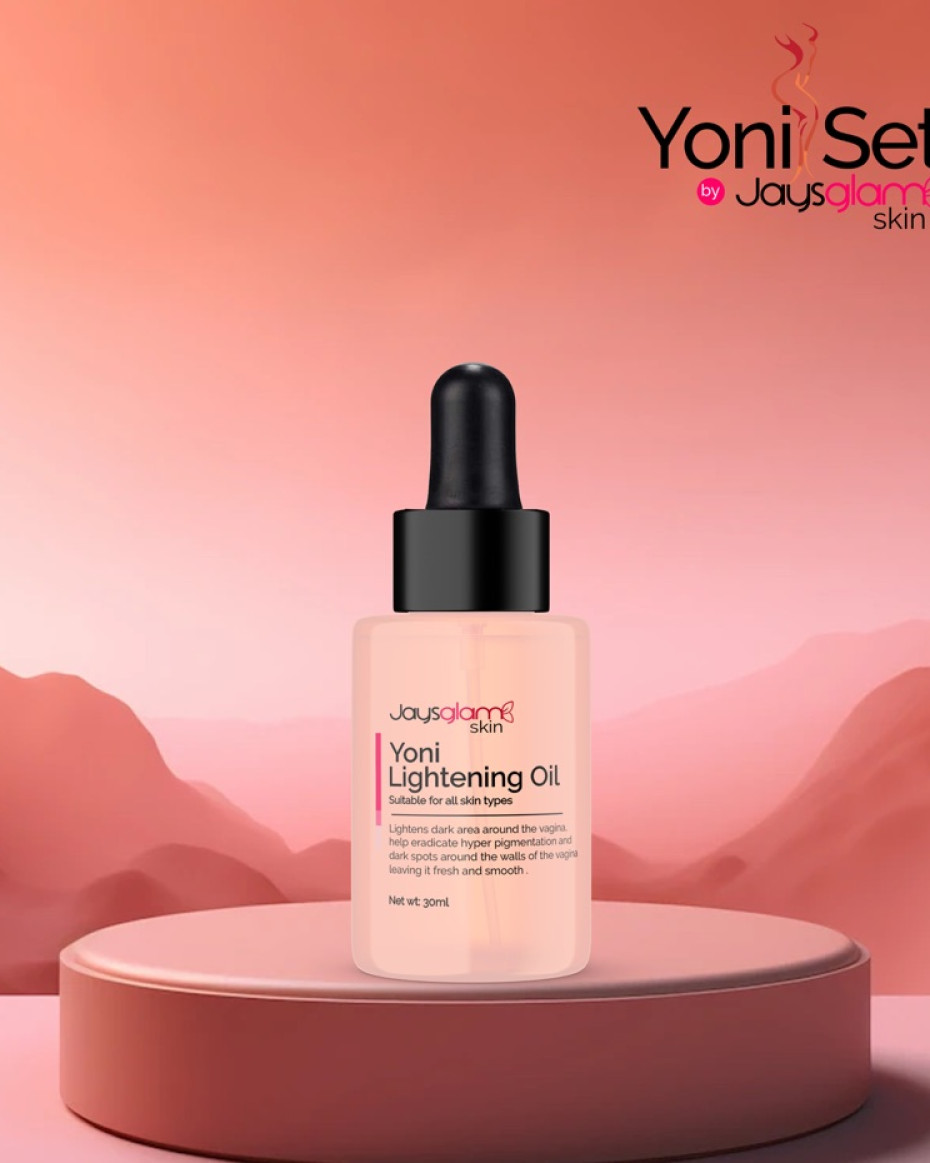 Yoni Set
by Jaysglam
skin
Jaysglam
skin
Yoni
Lightening Oil
Suitable for all skin types
Lightens dark area around the vagina,
help eradicate hyper pigmentation and
dark spots around the walls of the vagina
leaving it fresh and smooth .
Net wt: 30ml